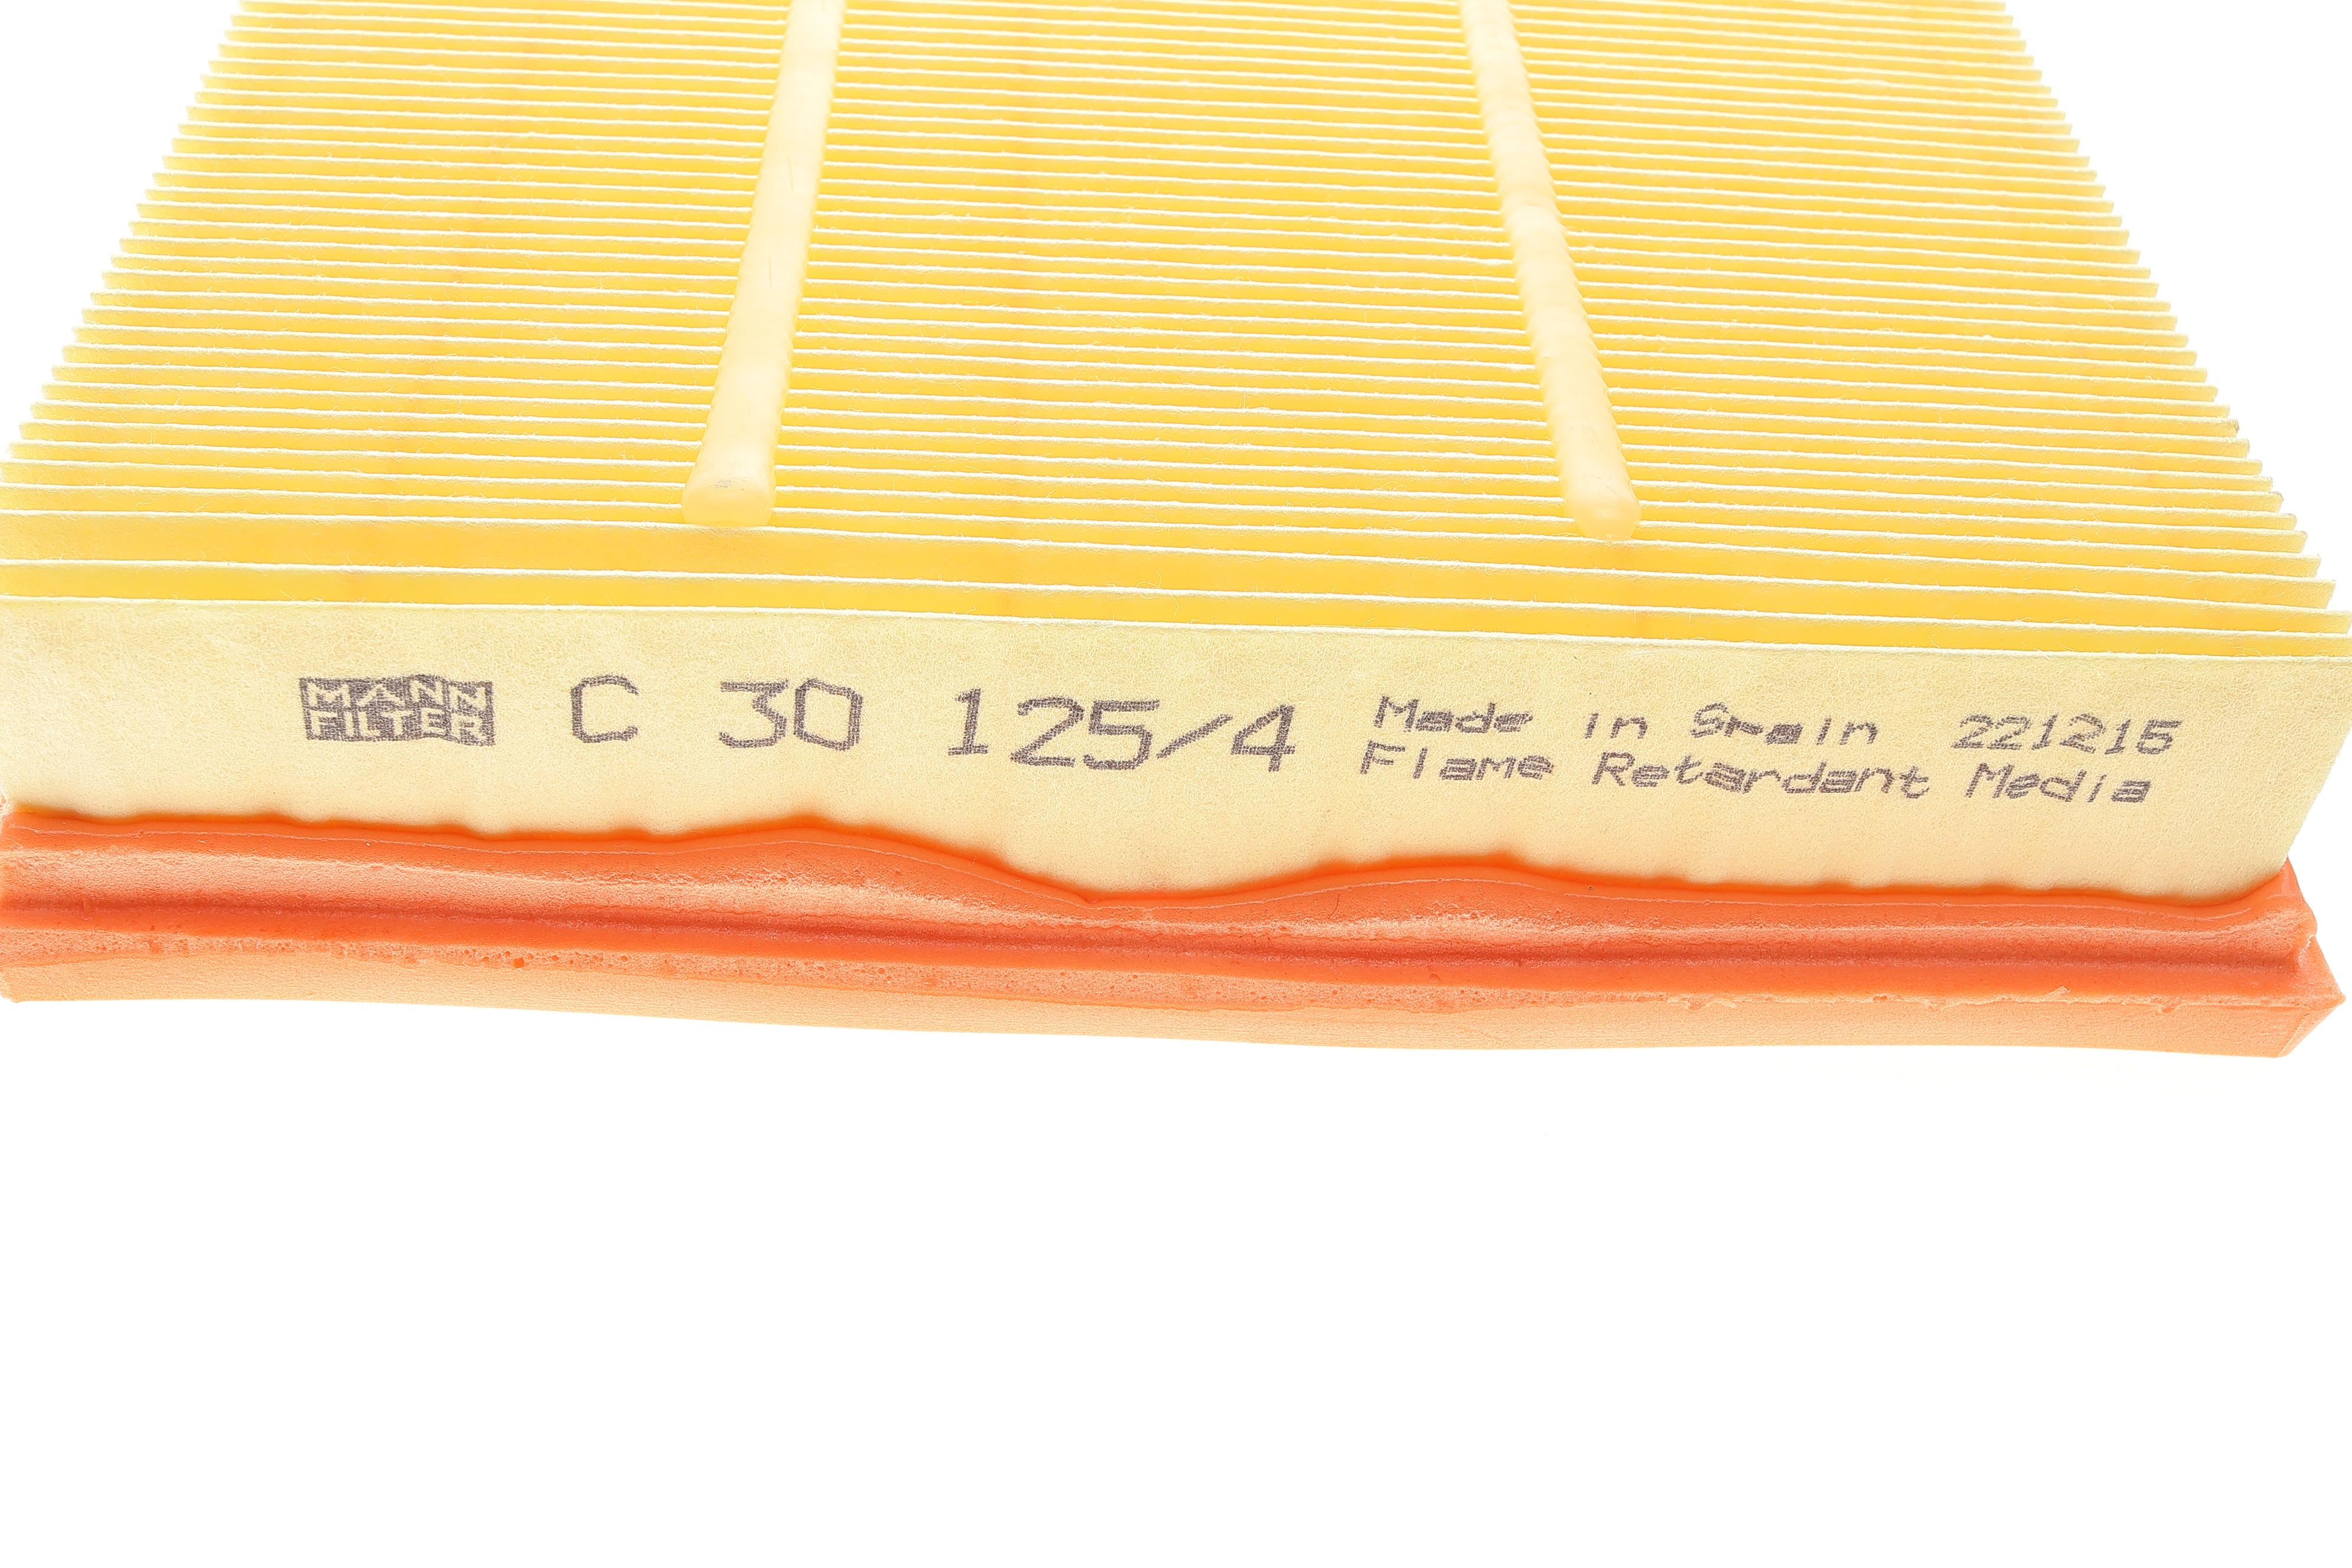 MANN
FILTER
C 30 125/4
Made in Spain 221215
Flame Retardant Media